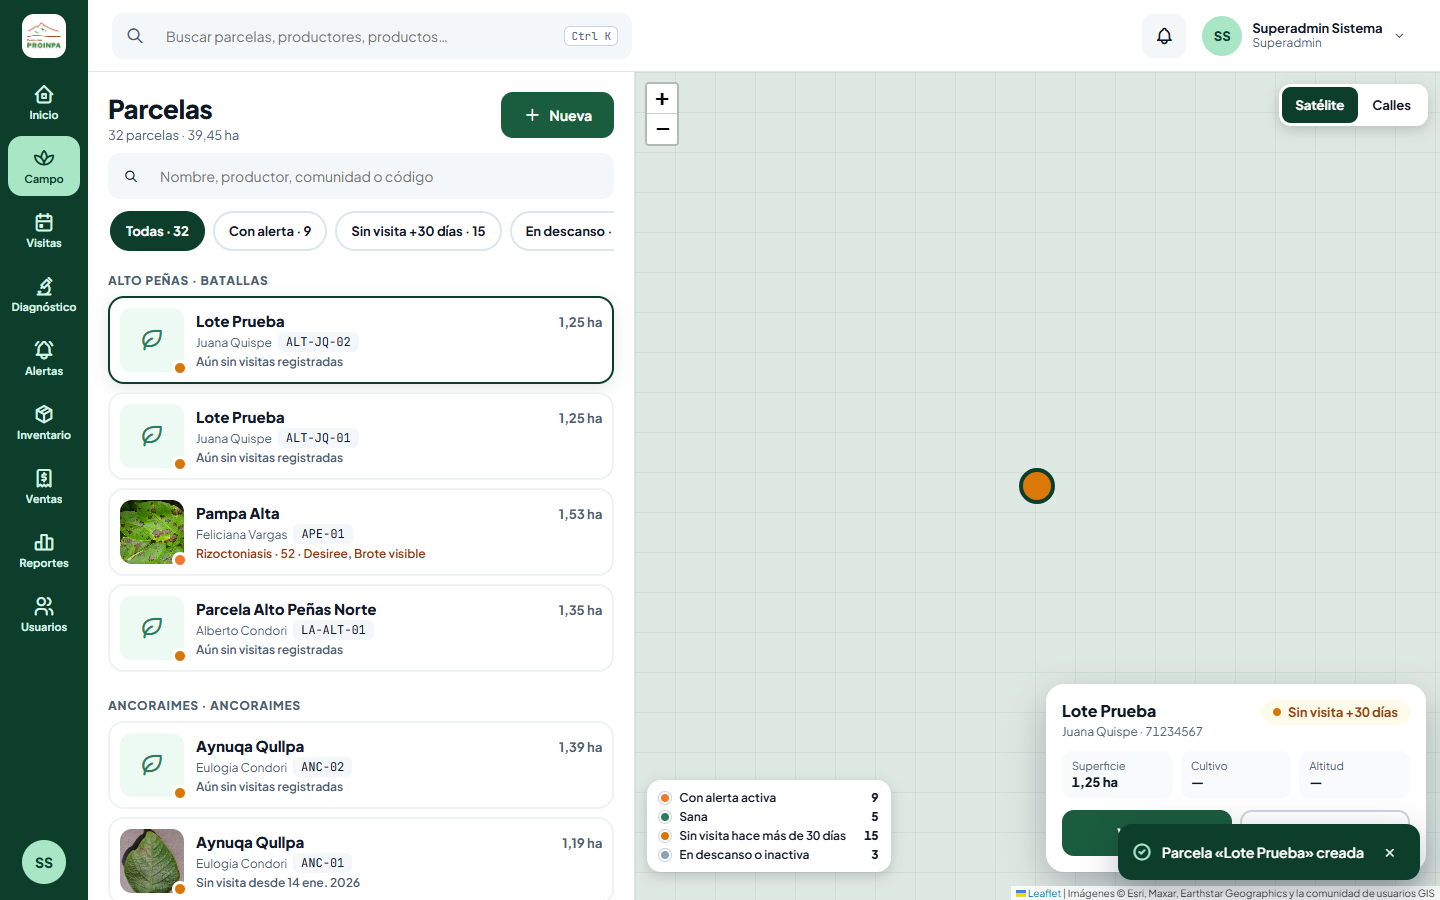 PROINPA
Buscar parcelas, productores, productos...
Ctrl K
SS
Superadmin Sistema
Superadmin
Inicio
Campo
Visitas
Diagnóstico
Alertas
Inventario
Ventas
Reportes
Usuarios
SS
Parcelas
32 parcelas · 39,45 ha
+ Nueva
Nombre, productor, comunidad o código
Todas · 32
Con alerta · 9
Sin visita +30 días · 15
En descanso ·
ALTO PEÑAS · BATALLAS
Lote Prueba
1,25 ha
Juana Quispe ALT-JQ-02
Aún sin visitas registradas
Lote Prueba
1,25 ha
Juana Quispe ALT-JQ-01
Aún sin visitas registradas
Pampa Alta
1,53 ha
Feliciana Vargas APE-01
Rizoctoniasis · 52 · Desiree, Brote visible
Parcela Alto Peñas Norte
1,35 ha
Alberto Condori LA-ALT-01
Aún sin visitas registradas
ANCORAIMES · ANCORAIMES
Aynuqa Qullpa
1,39 ha
Eulogia Condori ANC-02
Aún sin visitas registradas
Aynuqa Qullpa
1,19 ha
Eulogia Condori ANC-01
Sin visita desde 14 ene. 2026
+
−
Satélite
Calles
Con alerta activa 9
Sana 5
Sin visita hace más de 30 días 15
En descanso o inactiva 3
Lote Prueba
Sin visita +30 días
Juana Quispe · 71234567
Superficie
1,25 ha
Cultivo
—
Altitud
—
Parcela «Lote Prueba» creada ×
Leaflet | Imágenes © Esri, Maxar, Earthstar Geographics y la comunidad de usuarios GIS